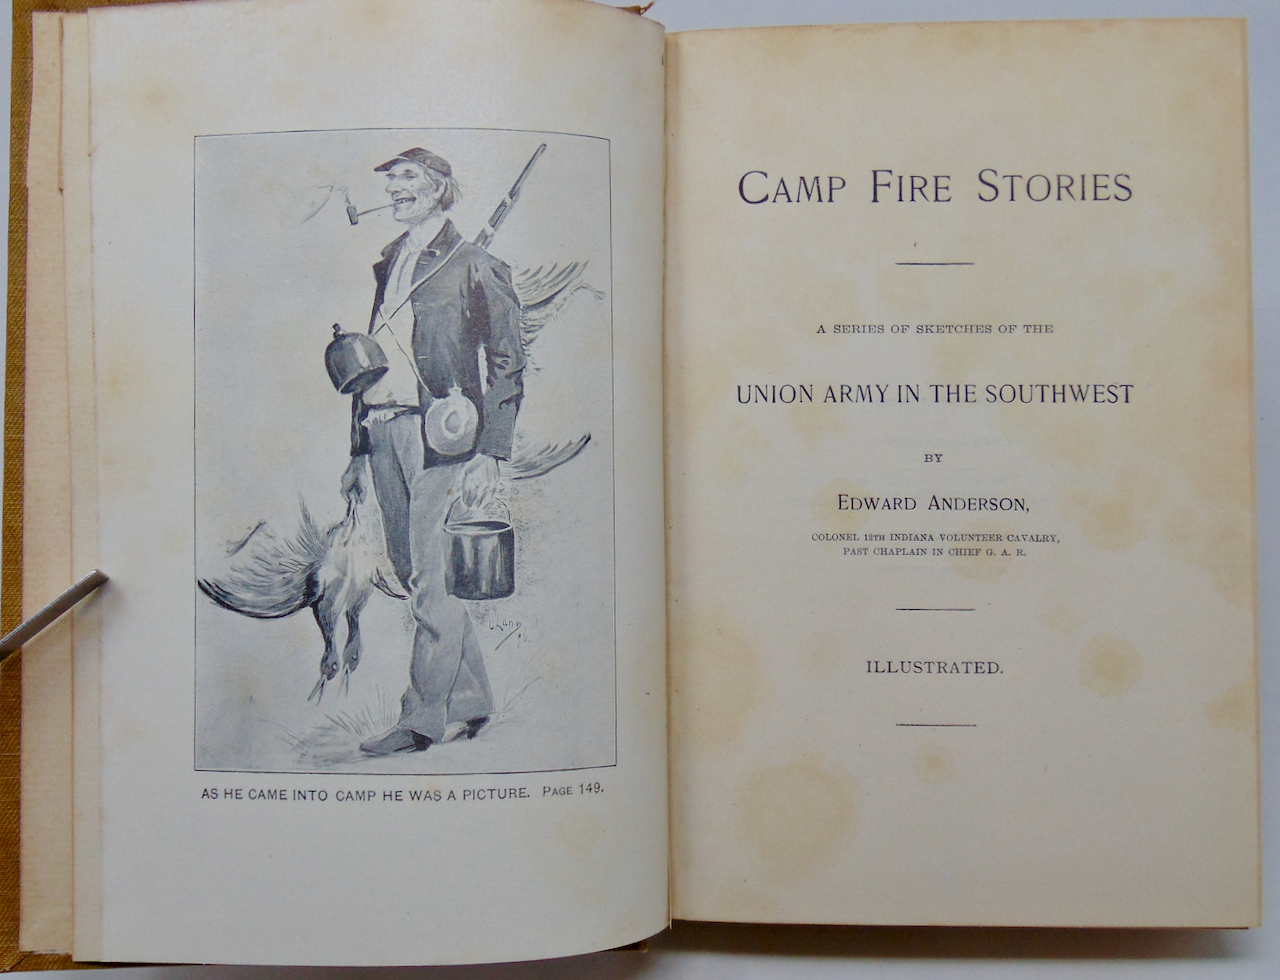 AS HE CAME INTO CAMP HE WAS A PICTURE. PAGE 149.
CAMP FIRE STORIES
A SERIES OF SKETCHES OF THE
UNION ARMY IN THE SOUTHWEST
BY
EDWARD ANDERSON,
COLONEL 12TH INDIANA VOLUNTEER CAVALRY,
PAST CHAPLAIN IN CHIEF G. A. R.
ILLUSTRATED.